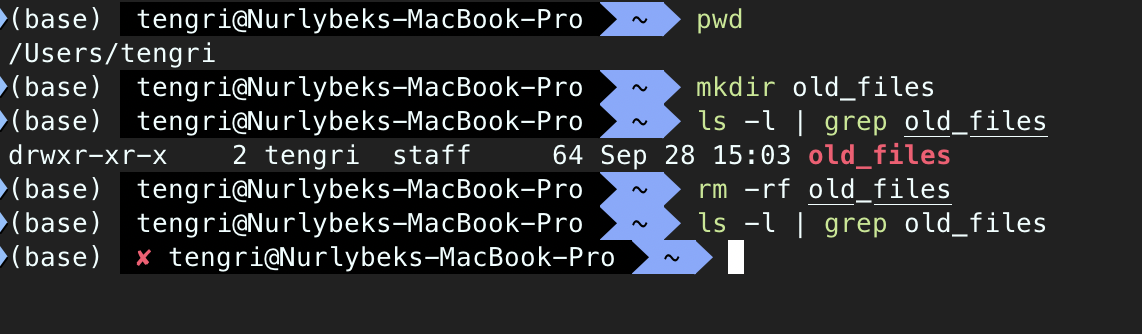 (base) tengri@Nurlybeks-MacBook-Pro ~ pwd
/Users/tengri
(base) tengri@Nurlybeks-MacBook-Pro ~ mkdir old_files
(base) tengri@Nurlybeks-MacBook-Pro ~ ls -l | grep old_files
drwxr-xr-x 2 tengri staff 64 Sep 28 15:03 old_files
(base) tengri@Nurlybeks-MacBook-Pro ~ rm -rf old_files
(base) tengri@Nurlybeks-MacBook-Pro ~ ls -l | grep old_files
(base) ✘ tengri@Nurlybeks-MacBook-Pro ~